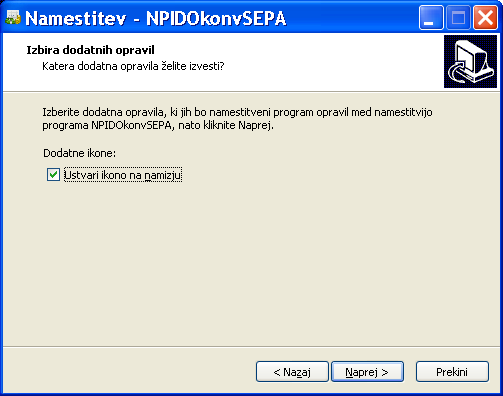 Namestitev - NPIDOkonvSEPA
Izbira dodatnih opravil
Katera dodatna opravila želite izvesti?
Izberite dodatna opravila, ki jih bo namestitveni program opravil med namestitvijo
programa NPIDOkonvSEPA, nato kliknite Naprej.
Dodatne ikone:
Ustvari ikono na namizju
< Nazaj
Naprej >
Prekini